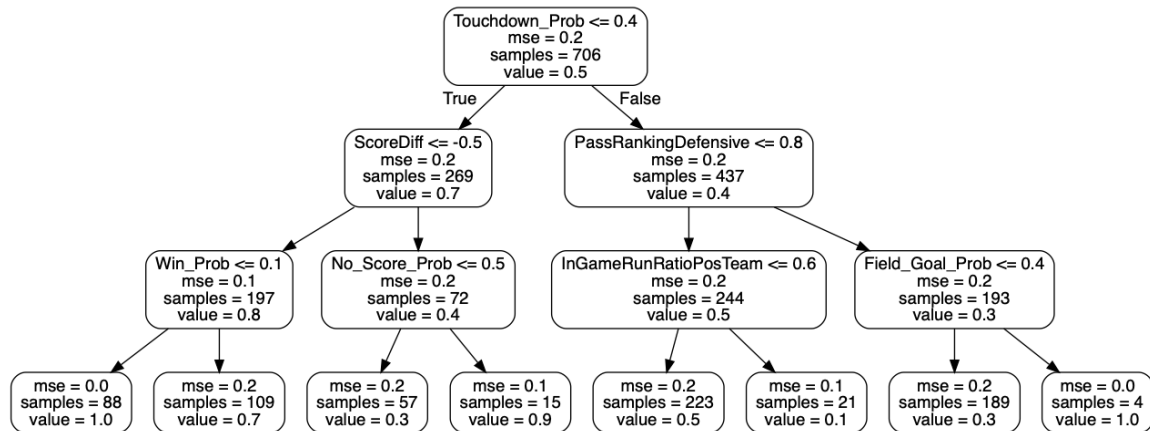 Touchdown_Prob <= 0.4
mse = 0.2
samples = 706
value = 0.5
True
False
ScoreDiff <= -0.5
mse = 0.2
samples = 269
value = 0.7
PassRankingDefensive <= 0.8
mse = 0.2
samples = 437
value = 0.4
Win_Prob <= 0.1
mse = 0.1
samples = 197
value = 0.8
No_Score_Prob <= 0.5
mse = 0.2
samples = 72
value = 0.4
InGameRunRatioPosTeam <= 0.6
mse = 0.2
samples = 244
value = 0.5
Field_Goal_Prob <= 0.4
mse = 0.2
samples = 193
value = 0.3
mse = 0.0
samples = 88
value = 1.0
mse = 0.2
samples = 109
value = 0.7
mse = 0.2
samples = 57
value = 0.3
mse = 0.1
samples = 15
value = 0.9
mse = 0.2
samples = 223
value = 0.5
mse = 0.1
samples = 21
value = 0.1
mse = 0.2
samples = 189
value = 0.3
mse = 0.0
samples = 4
value = 1.0